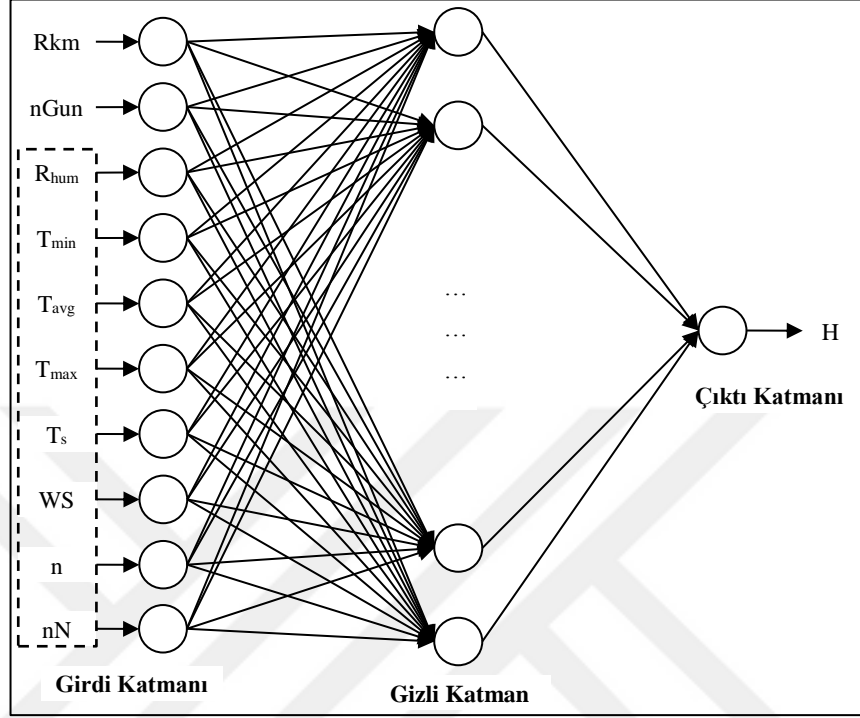 Rkm
nGun
Rhum
Tmin
Tavg
Tmax
Ts
WS
n
nN
Girdi Katmanı
...
...
...
Gizli Katman
H
Çıktı Katmanı